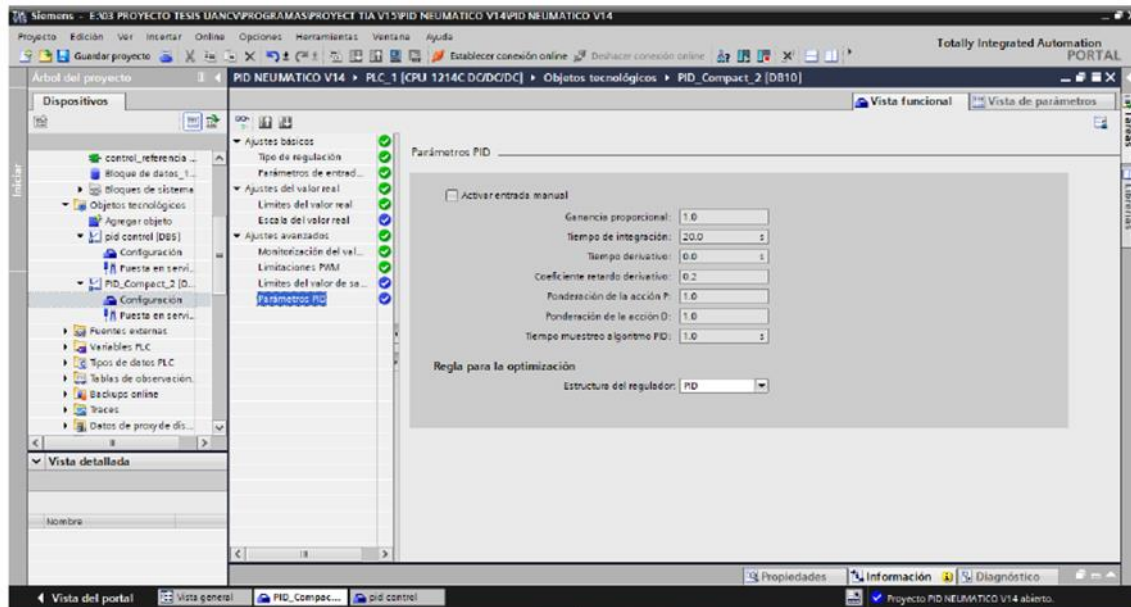 Siemens - E:\03 PROYECTO TESIS UANCV\PROGRAMAS\PROYECT TIA V15\PID NEUMATICO V14\PID NEUMATICO V14
Proyecto Edición Ver Insertar Online Opciones Herramientas Ventana Ayuda
Totally Integrated Automation
PORTAL
Guardar proyecto Establecer conexión online Deshacer conexión online
Árbol del proyecto
PID NEUMATICO V14 ▸ PLC_1 [CPU 1214C DC/DC/DC] ▸ Objetos tecnológicos ▸ PID_Compact_2 [DB10]
Dispositivos
Vista funcional Vista de parámetros
Iniciar
control_referencia ...
Bloque de datos_1...
Bloques de sistema
Objetos tecnológicos
Agregar objeto
pid control [DB5]
Configuración
Puesta en servi...
PID_Compact_2 [D...
Configuración
Puesta en servi...
Fuentes externas
Variables PLC
Tipos de datos PLC
Tablas de observación...
Backups online
Traces
Datos de proxy de dis...
Vista detallada
Nombre
Ajustes básicos
Tipo de regulación
Parámetros de entrad...
Ajustes del valor real
Límites del valor real
Escala del valor real
Ajustes avanzados
Monitorización del val...
Limitaciones PWM
Límites del valor de sa...
Parámetros PID
Parámetros PID
Activar entrada manual
Ganancia proporcional: 1.0
Tiempo de integración: 20.0 s
Tiempo derivativo: 0.0 s
Coeficiente retardo derivativo: 0.2
Ponderación de la acción P: 1.0
Ponderación de la acción D: 1.0
Tiempo muestreo algoritmo PID: 1.0 s
Regla para la optimización
Estructura del regulador: PID
Tareas
Librerías
Propiedades Información Diagnóstico
Vista del portal Vista general PID_Compac... pid control
Proyecto PID NEUMATICO V14 abierto.